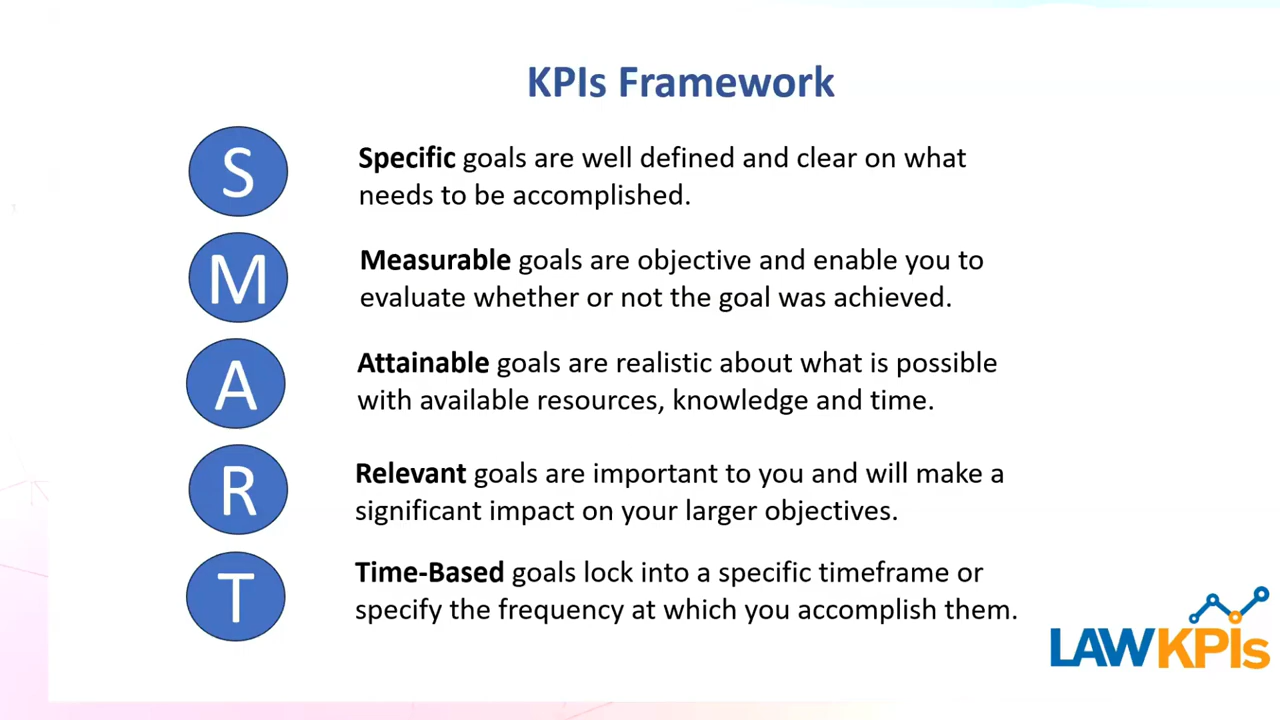 KPIs Framework
S
Specific goals are well defined and clear on what
needs to be accomplished.
M
Measurable goals are objective and enable you to
evaluate whether or not the goal was achieved.
A
Attainable goals are realistic about what is possible
with available resources, knowledge and time.
R
Relevant goals are important to you and will make a
significant impact on your larger objectives.
T
Time-Based goals lock into a specific timeframe or
specify the frequency at which you accomplish them.
LAWKPIs